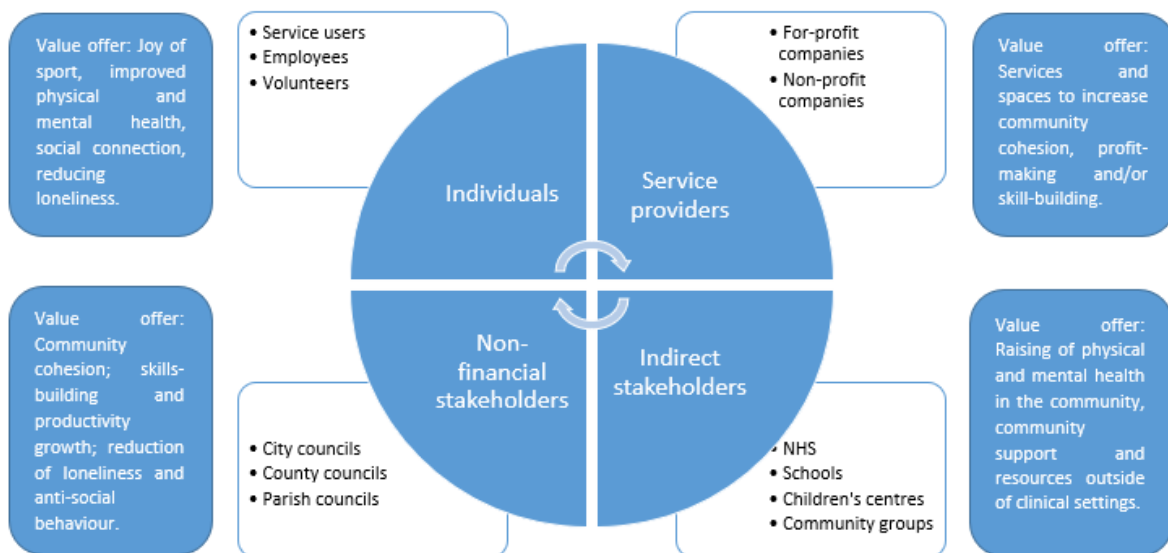 Value offer: Joy of
sport, improved
physical and
mental health,
social connection,
reducing
loneliness.
• Service users
• Employees
• Volunteers
Individuals
• For-profit
companies
• Non-profit
companies
Service
providers
Value offer:
Services and
spaces to increase
community
cohesion, profit-
making and/or
skill-building.
Value offer:
Community
cohesion; skills-
building and
productivity
growth; reduction
of loneliness and
anti-social
behaviour.
Non-
financial
stakeholders
• City councils
• County councils
• Parish councils
Indirect
stakeholders
• NHS
• Schools
• Children's centres
• Community groups
Value offer:
Raising of physical
and mental health
in the community,
community
support and
resources outside
of clinical settings.